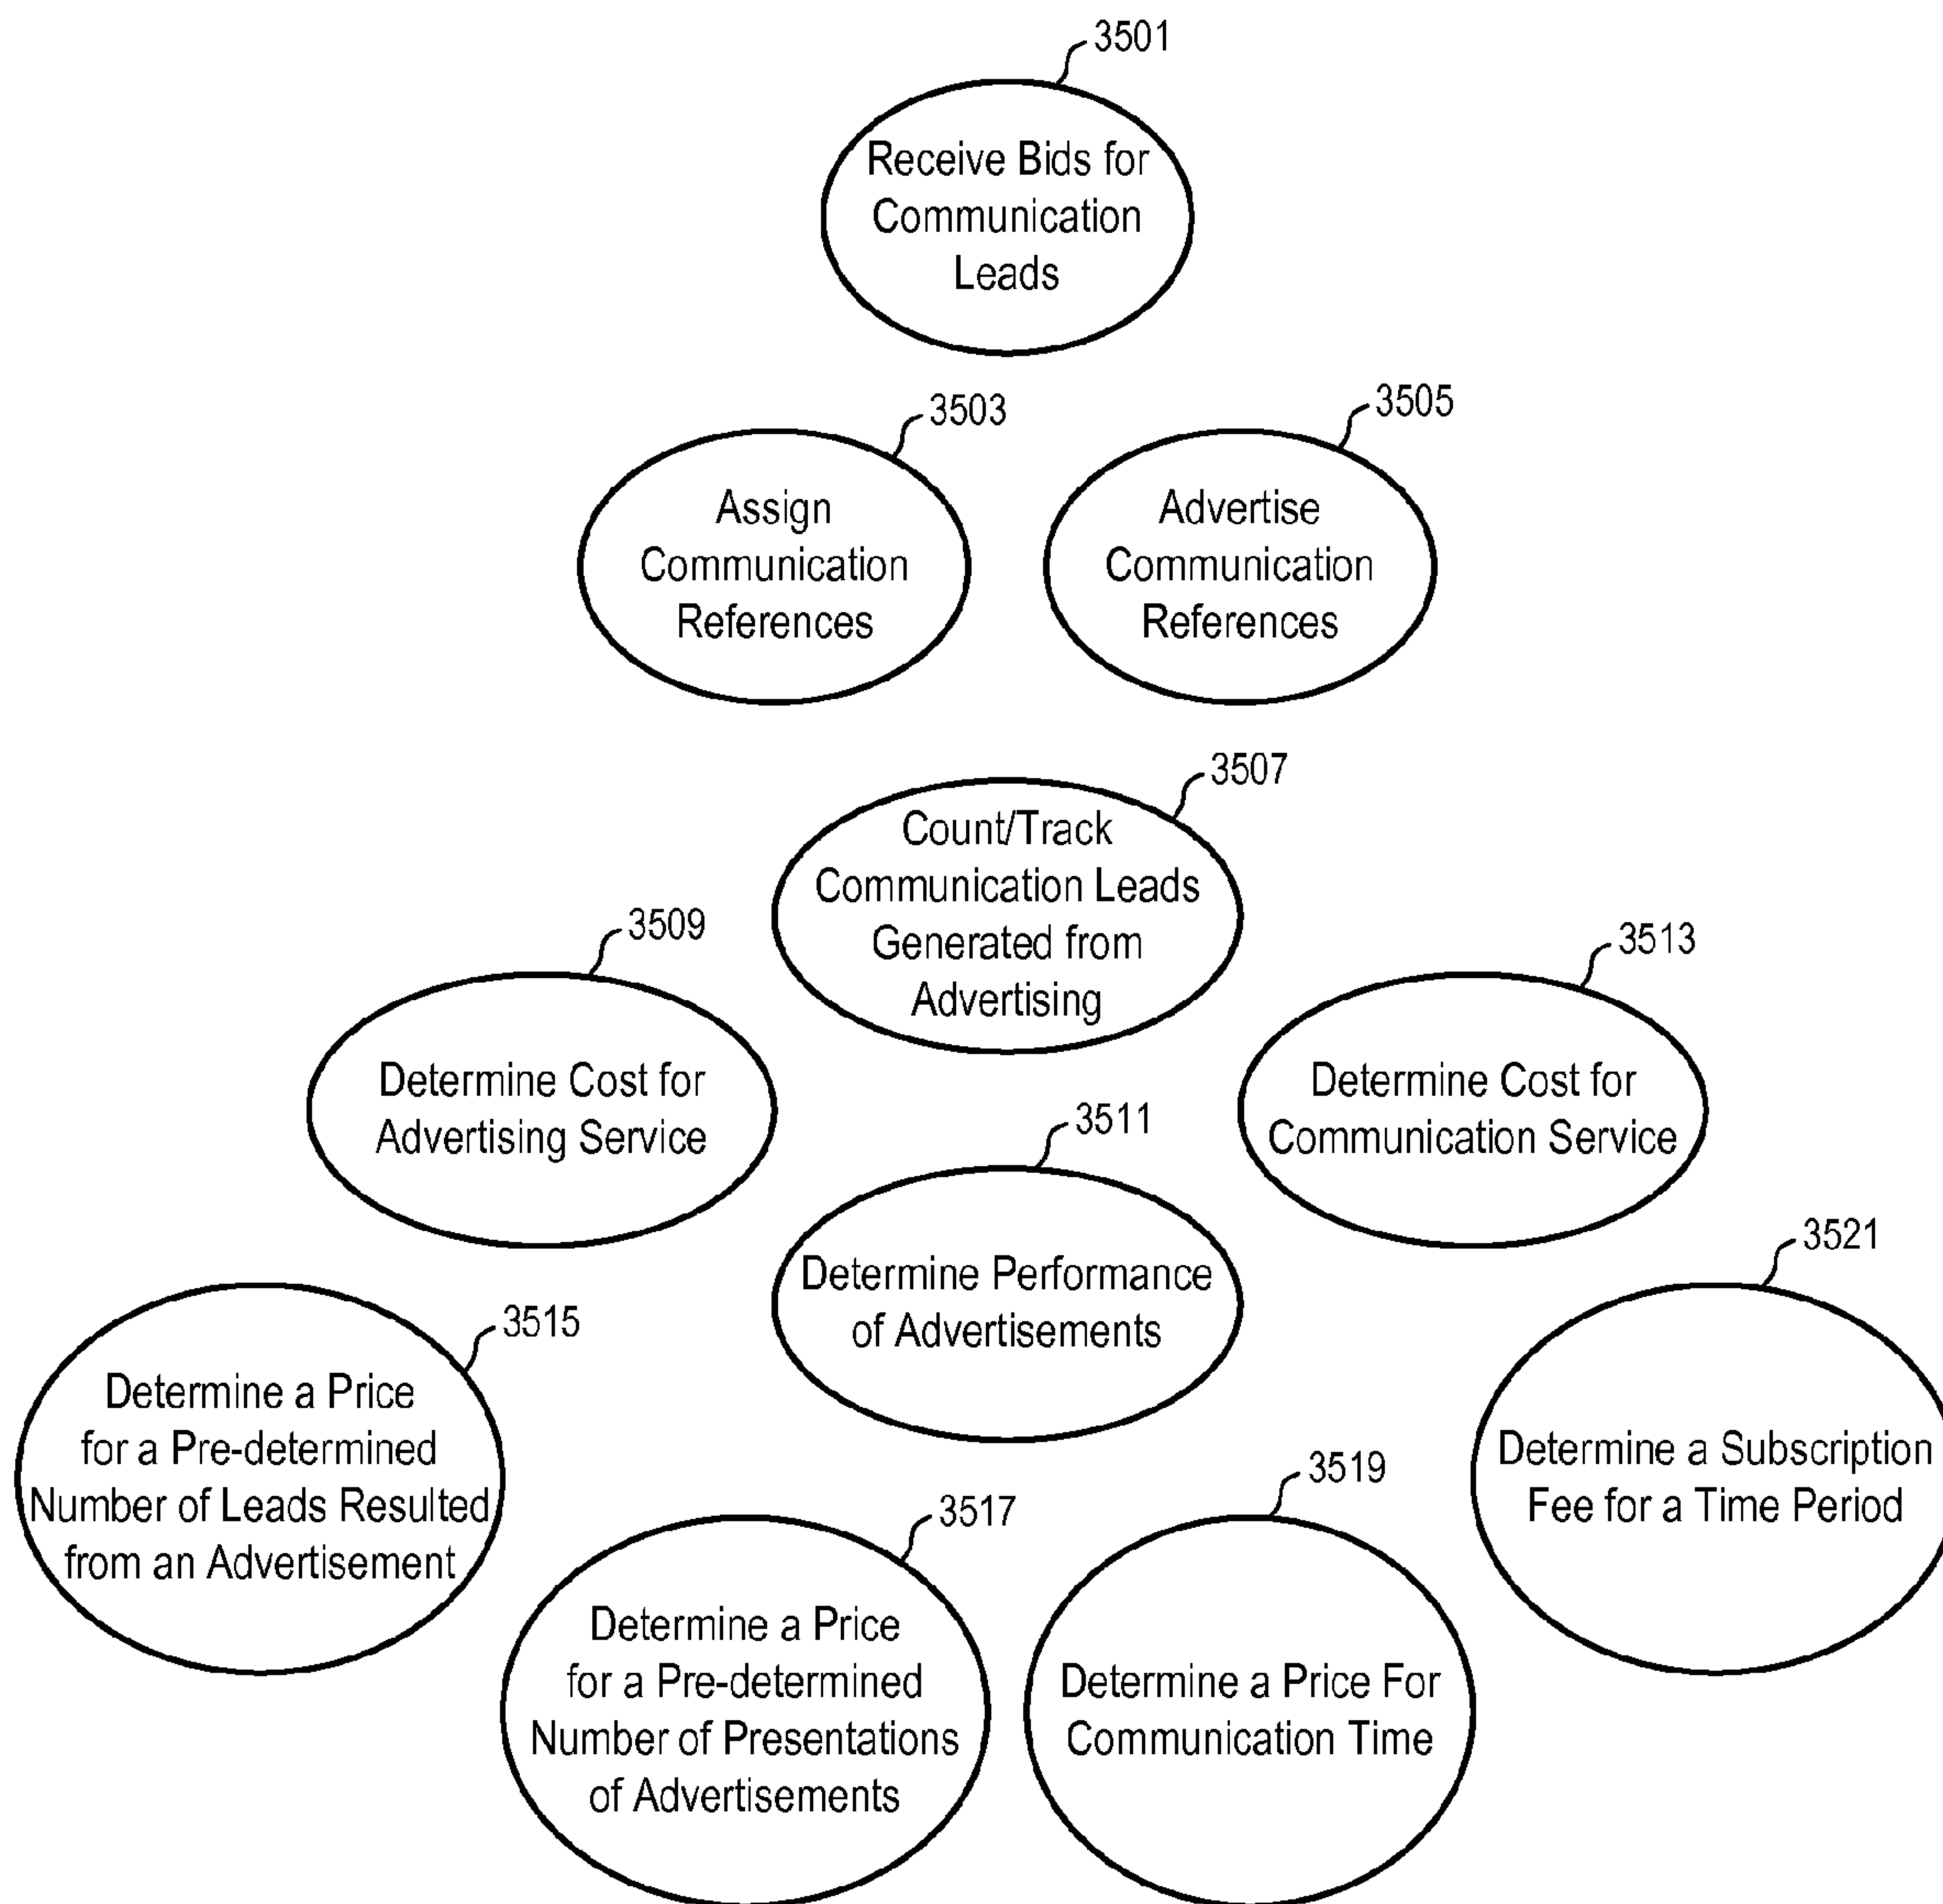 3501
Receive Bids for
Communication
Leads
3503
Assign
Communication
References
3505
Advertise
Communication
References
3507
Count/Track
Communication Leads
Generated from
Advertising
3509
Determine Cost for
Advertising Service
3513
Determine Cost for
Communication Service
3511
Determine Performance
of Advertisements
3515
Determine a Price
for a Pre-determined
Number of Leads Resulted
from an Advertisement
3521
Determine a Subscription
Fee for a Time Period
3517
Determine a Price
for a Pre-determined
Number of Presentations
of Advertisements
3519
Determine a Price For
Communication Time